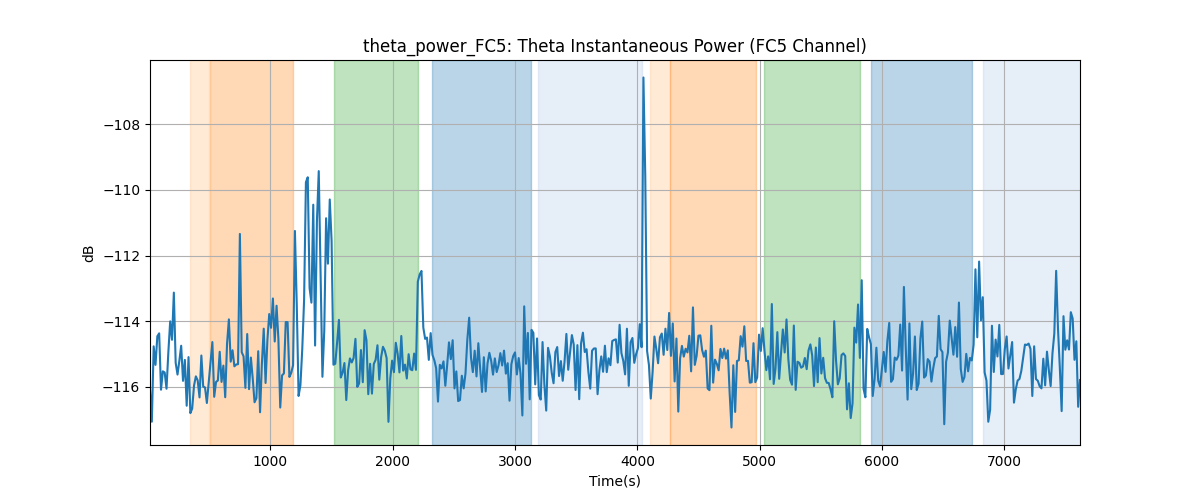 theta_power_FC5: Theta Instantaneous Power (FC5 Channel)
dB
−108
−110
−112
−114
−116
1000 2000 3000 4000 5000 6000 7000
Time(s)